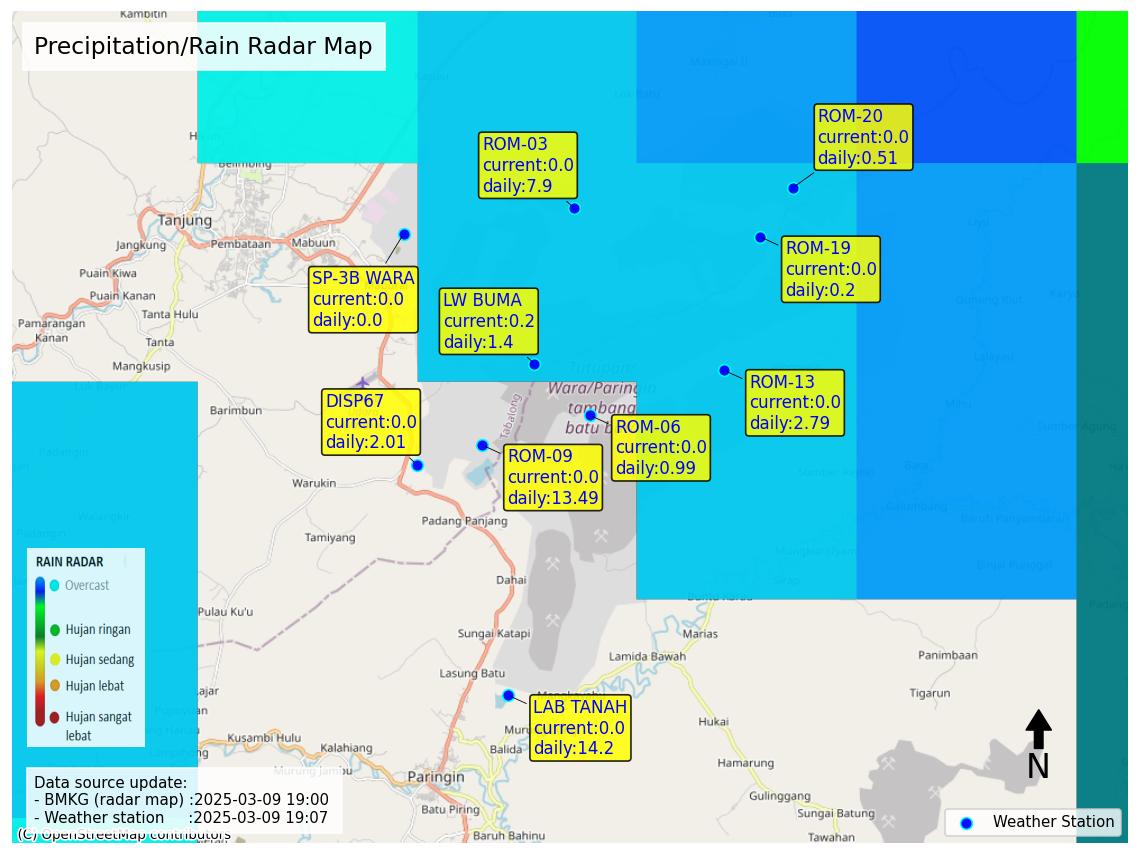 Kambitin
Precipitation/Rain Radar Map
Belimbing
Tanjung
Jangkung
Pembataan
Mabuun
Puain Kiwa
Puain Kanan
Tanta Hulu
Pamarangan
Kanan
Tanta
Mangkusip
Barimbun
ROM-03
current:0.0
daily:7.9
ROM-20
current:0.0
daily:0.51
ROM-19
current:0.0
daily:0.2
SP-3B WARA
current:0.0
daily:0.0
LW BUMA
current:0.2
daily:1.4
Tutupan
Wara/Paringin
tambang
batu b
Tabalong
ROM-13
current:0.0
daily:2.79
DISP67
current:0.0
daily:2.01
ROM-06
current:0.0
daily:0.99
ROM-09
current:0.0
daily:13.49
Warukin
Padang Panjang
Tamiyang
Dahai
Pulau Ku'u
Sungai Katapi
Marias
Lamida Bawah
Panimbaan
Lasung Batu
Tigarun
Hukai
LAB TANAH
current:0.0
daily:14.2
Kusambi Hulu
Kalahiang
Murung Jambu
Balida
Paringin
Hamarung
Batu Piring
Gulinggang
Sungai Batung
Baruh Bahinu
Tawahan
RAIN RADAR
Overcast
Hujan ringan
Hujan sedang
Hujan lebat
Hujan sangat
lebat
Data source update:
- BMKG (radar map) :2025-03-09 19:00
- Weather station :2025-03-09 19:07
(C) OpenStreetMap contributors
N
Weather Station